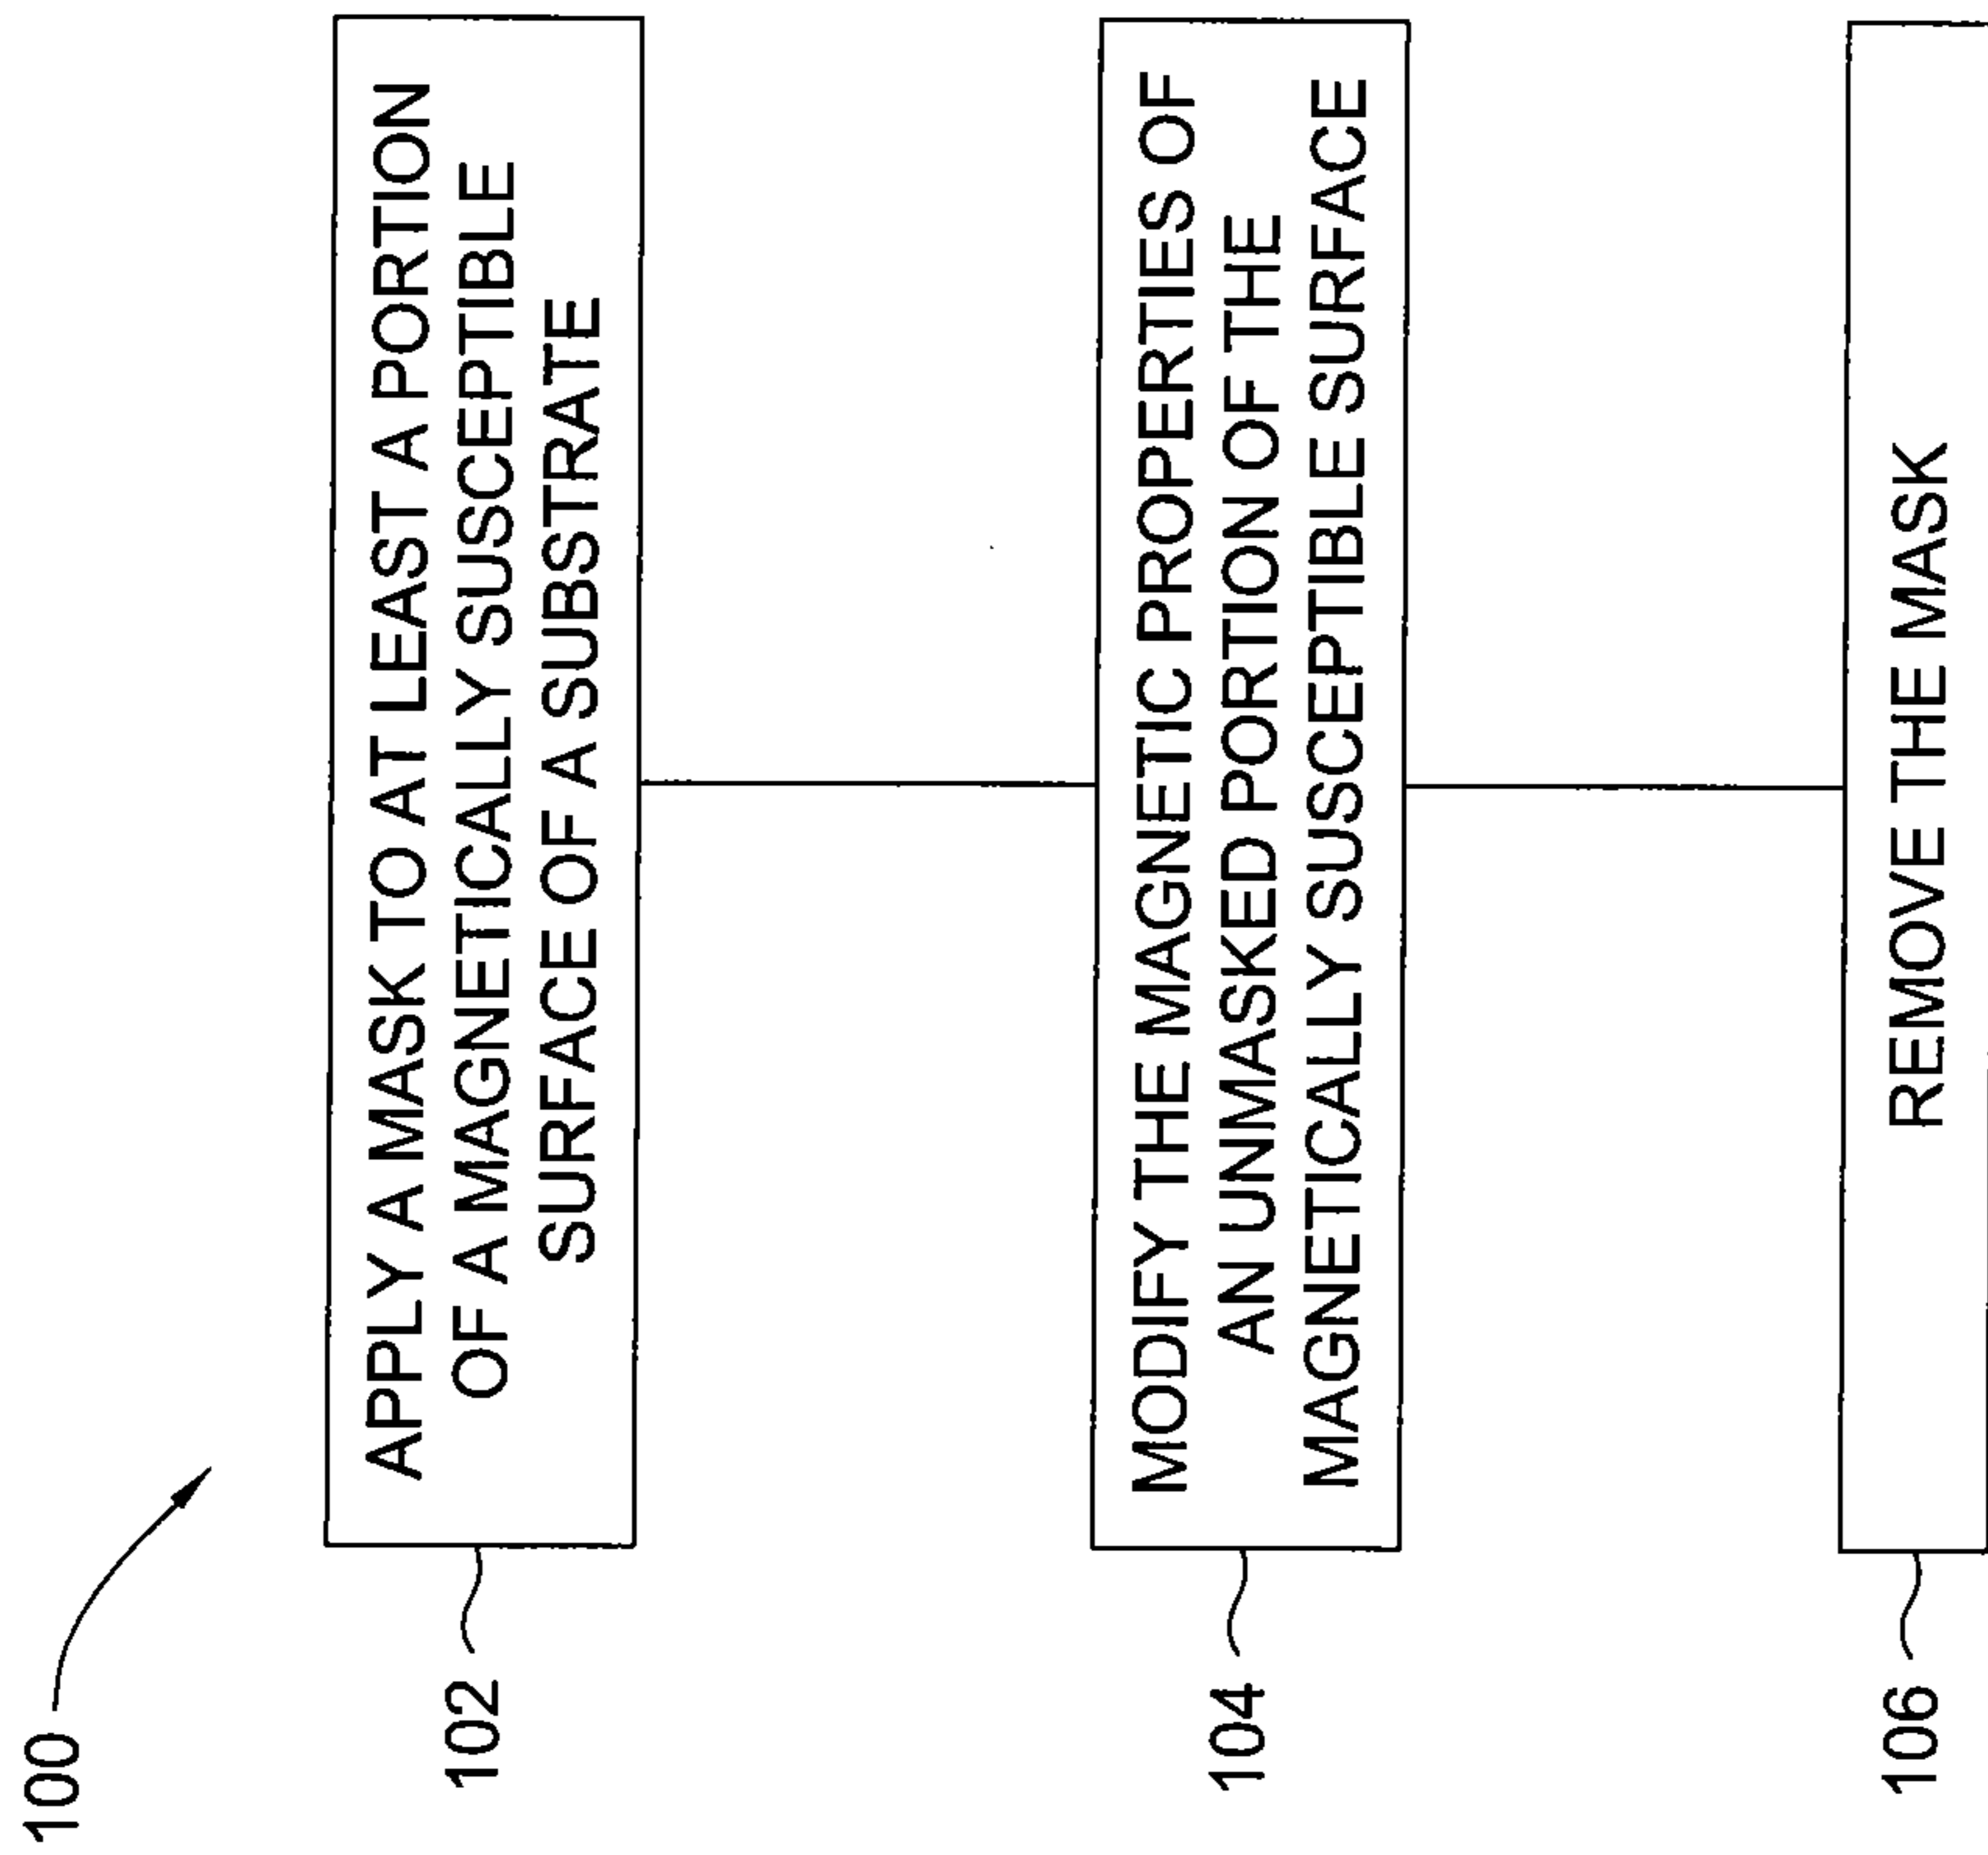 100
102
APPLY A MASK TO AT LEAST A PORTION
OF A MAGNETICALLY SUSCEPTIBLE
SURFACE OF A SUBSTRATE
104
MODIFY THE MAGNETIC PROPERTIES OF
AN UNMASKED PORTION OF THE
MAGNETICALLY SUSCEPTIBLE SURFACE
106
REMOVE THE MASK